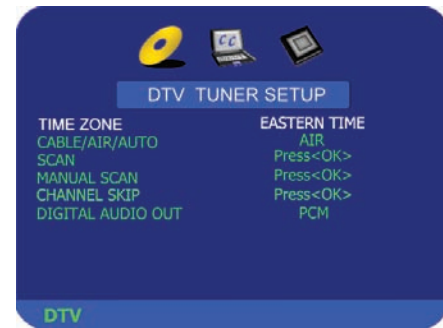 CC
DTV TUNER SETUP
TIME ZONE EASTERN TIME
CABLE/AIR/AUTO AIR
SCAN Press<OK>
MANUAL SCAN Press<OK>
CHANNEL SKIP Press<OK>
DIGITAL AUDIO OUT PCM
DTV